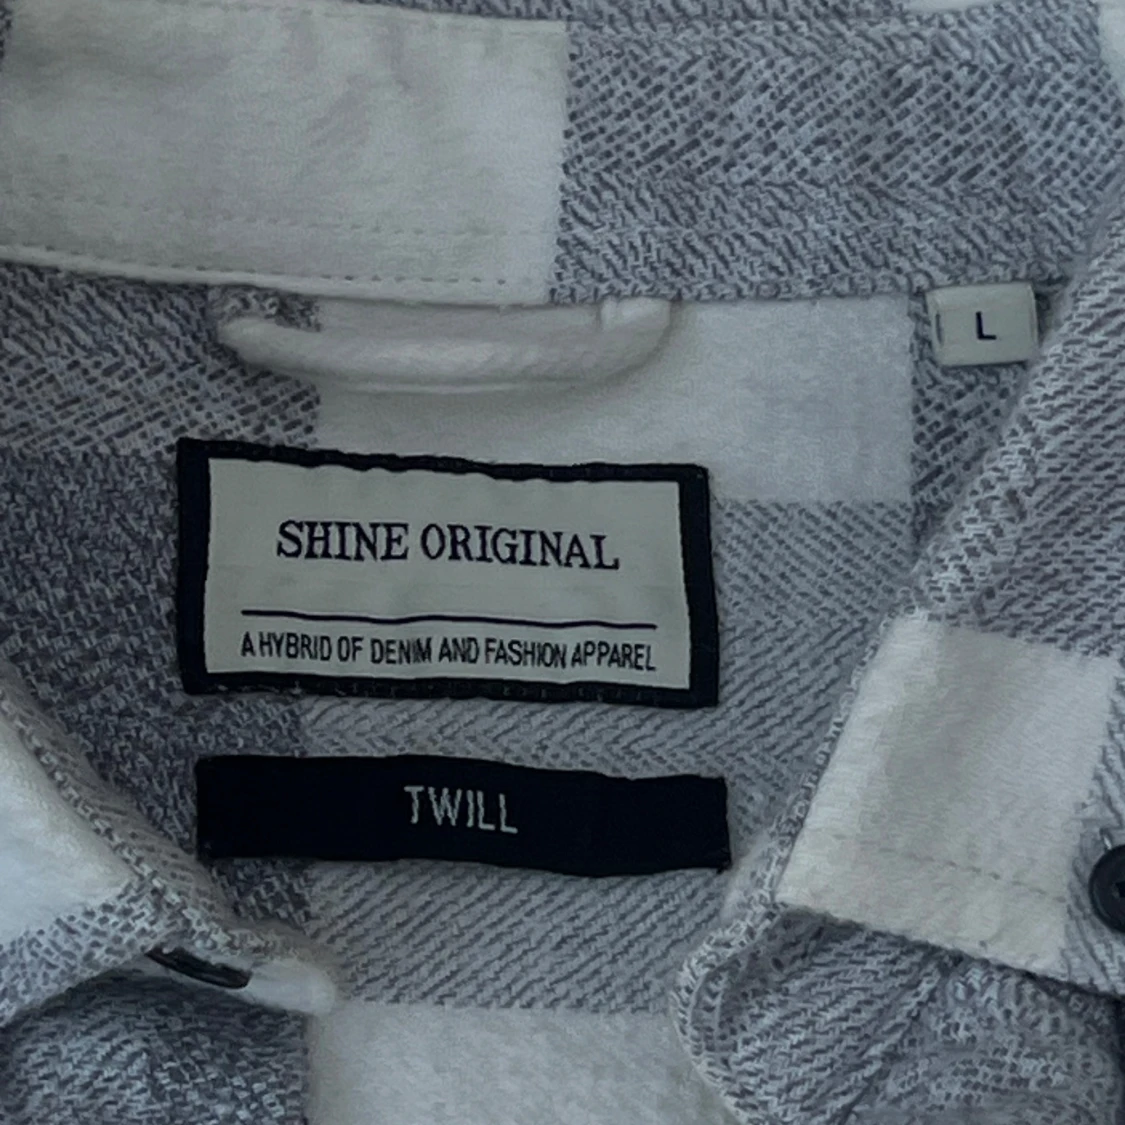 L
SHINE ORIGINAL
A HYBRID OF DENIM AND FASHION APPAREL
TWILL